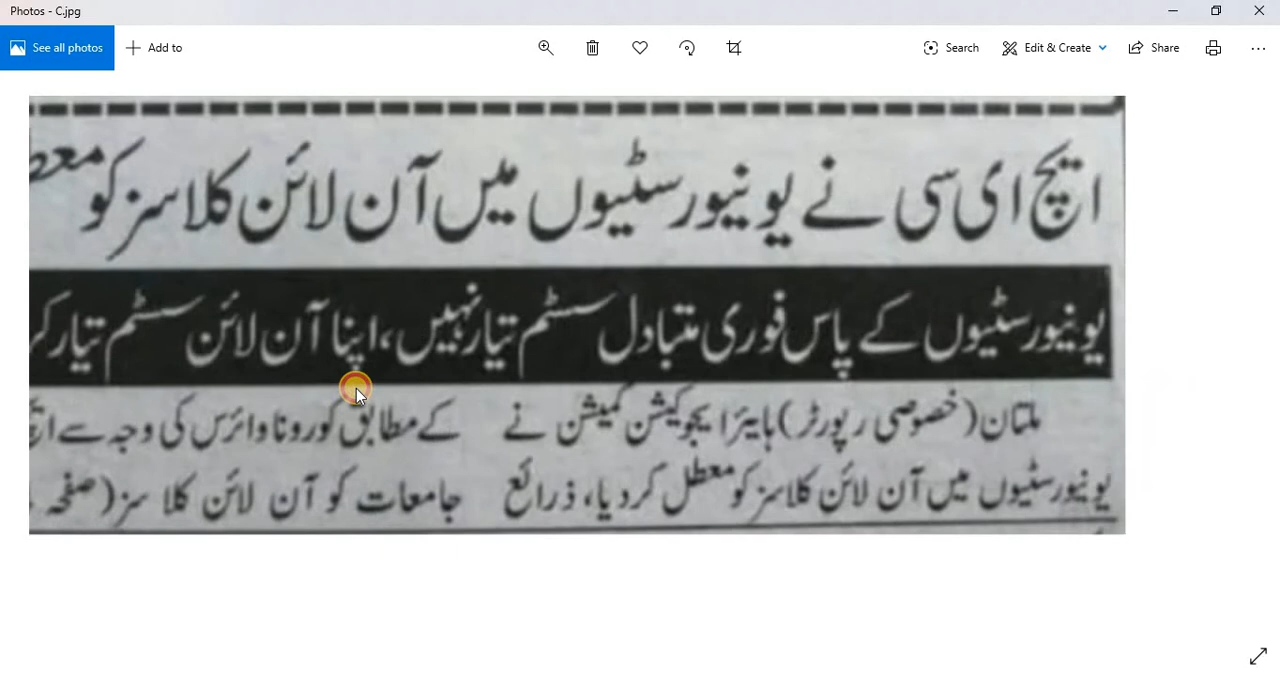 Photos - C.jpg
See all photos
Add to
Search
Edit & Create
Share
ایچ ای سی نے یونیورسٹیوں میں آن لائن کلاسز کو
یونیورسٹیوں کے پاس فوری متبادل سسٹم تیار نہیں، اپنا آن لائن سسٹم تیار کر
ملتان (خصوصی رپورٹر) ہائیر ایجوکیشن کمیشن نے
یونیورسٹیوں میں آن لائن کلاسز کو معطل کر دیا، ذرائع
کے مطابق کورونا وائرس کی وجہ سے
جامعات کو آن لائن کلاسز (صفحہ